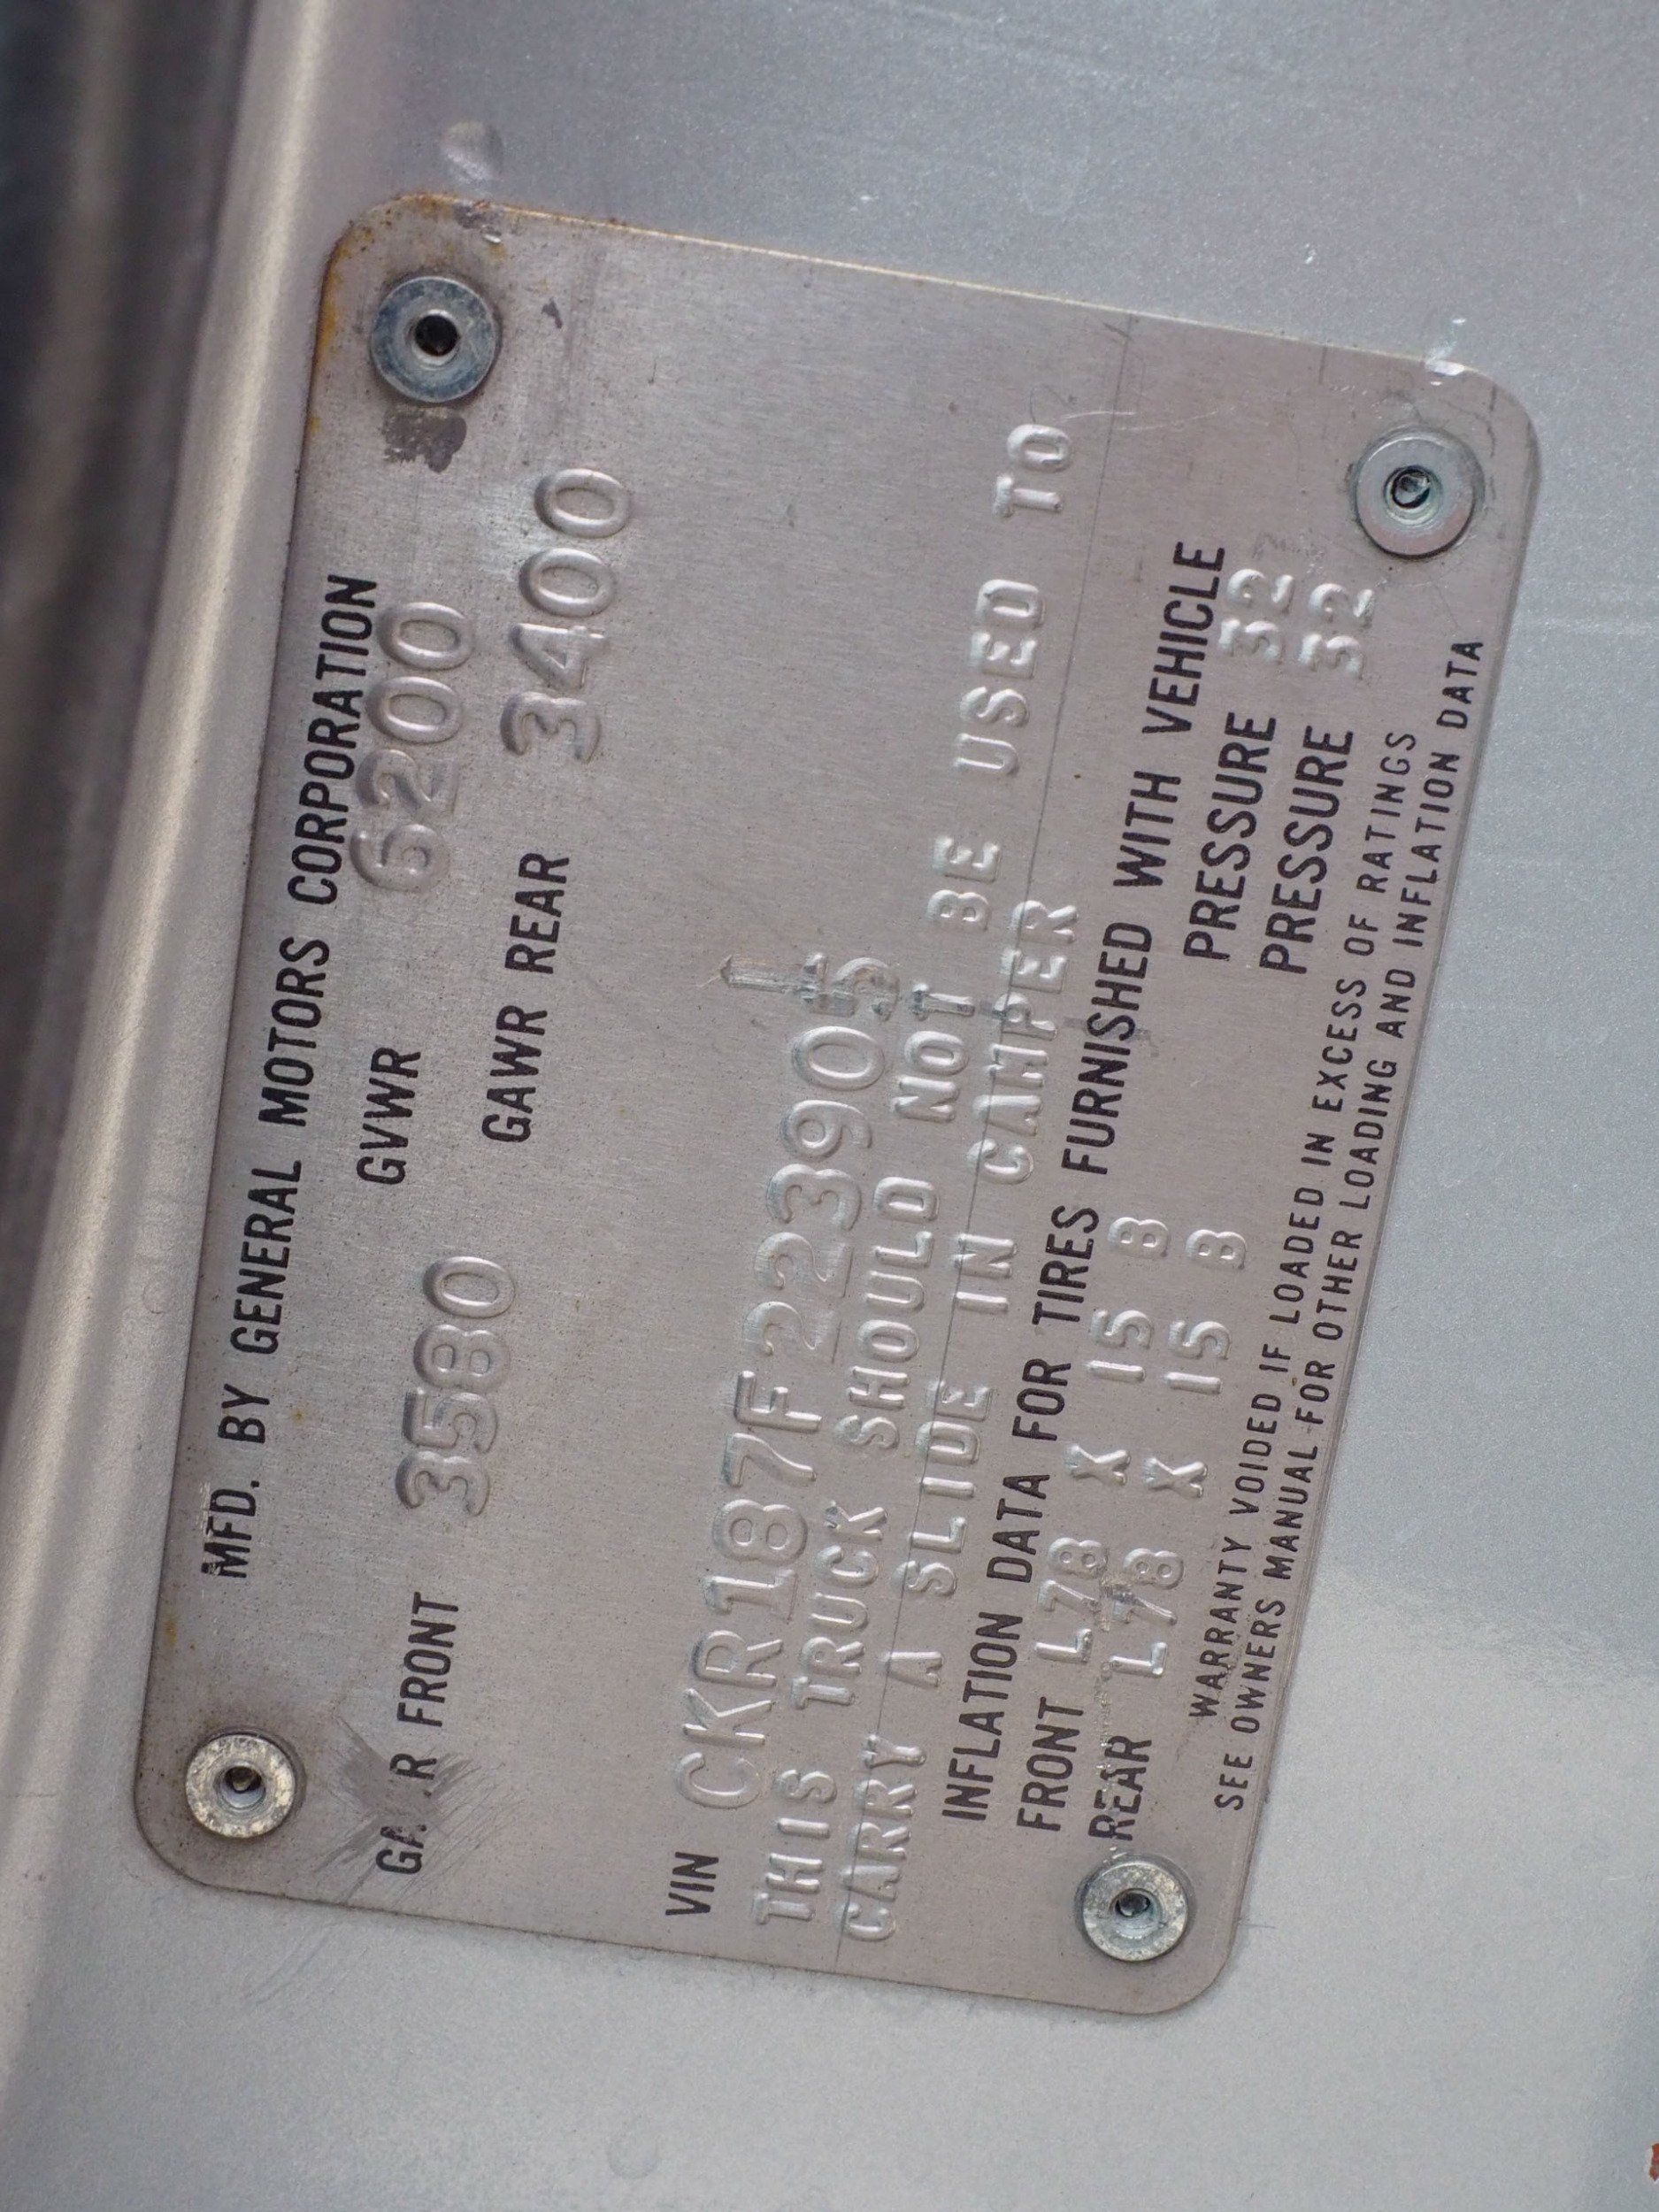 MFD. BY GENERAL MOTORS CORPORATION
GVWR 6200
GAWR FRONT 3580
GAWR REAR 3400
VIN CKR187F223905
THIS TRUCK SHOULD NOT BE USED TO
CARRY A SLIDE IN CAMPER
INFLATION DATA FOR TIRES FURNISHED WITH VEHICLE
FRONT L78 X 15 B PRESSURE 32
REAR L78 X 15 B PRESSURE 32
WARRANTY VOIDED IF LOADED IN EXCESS OF RATINGS
SEE OWNERS MANUAL FOR OTHER LOADING AND INFLATION DATA